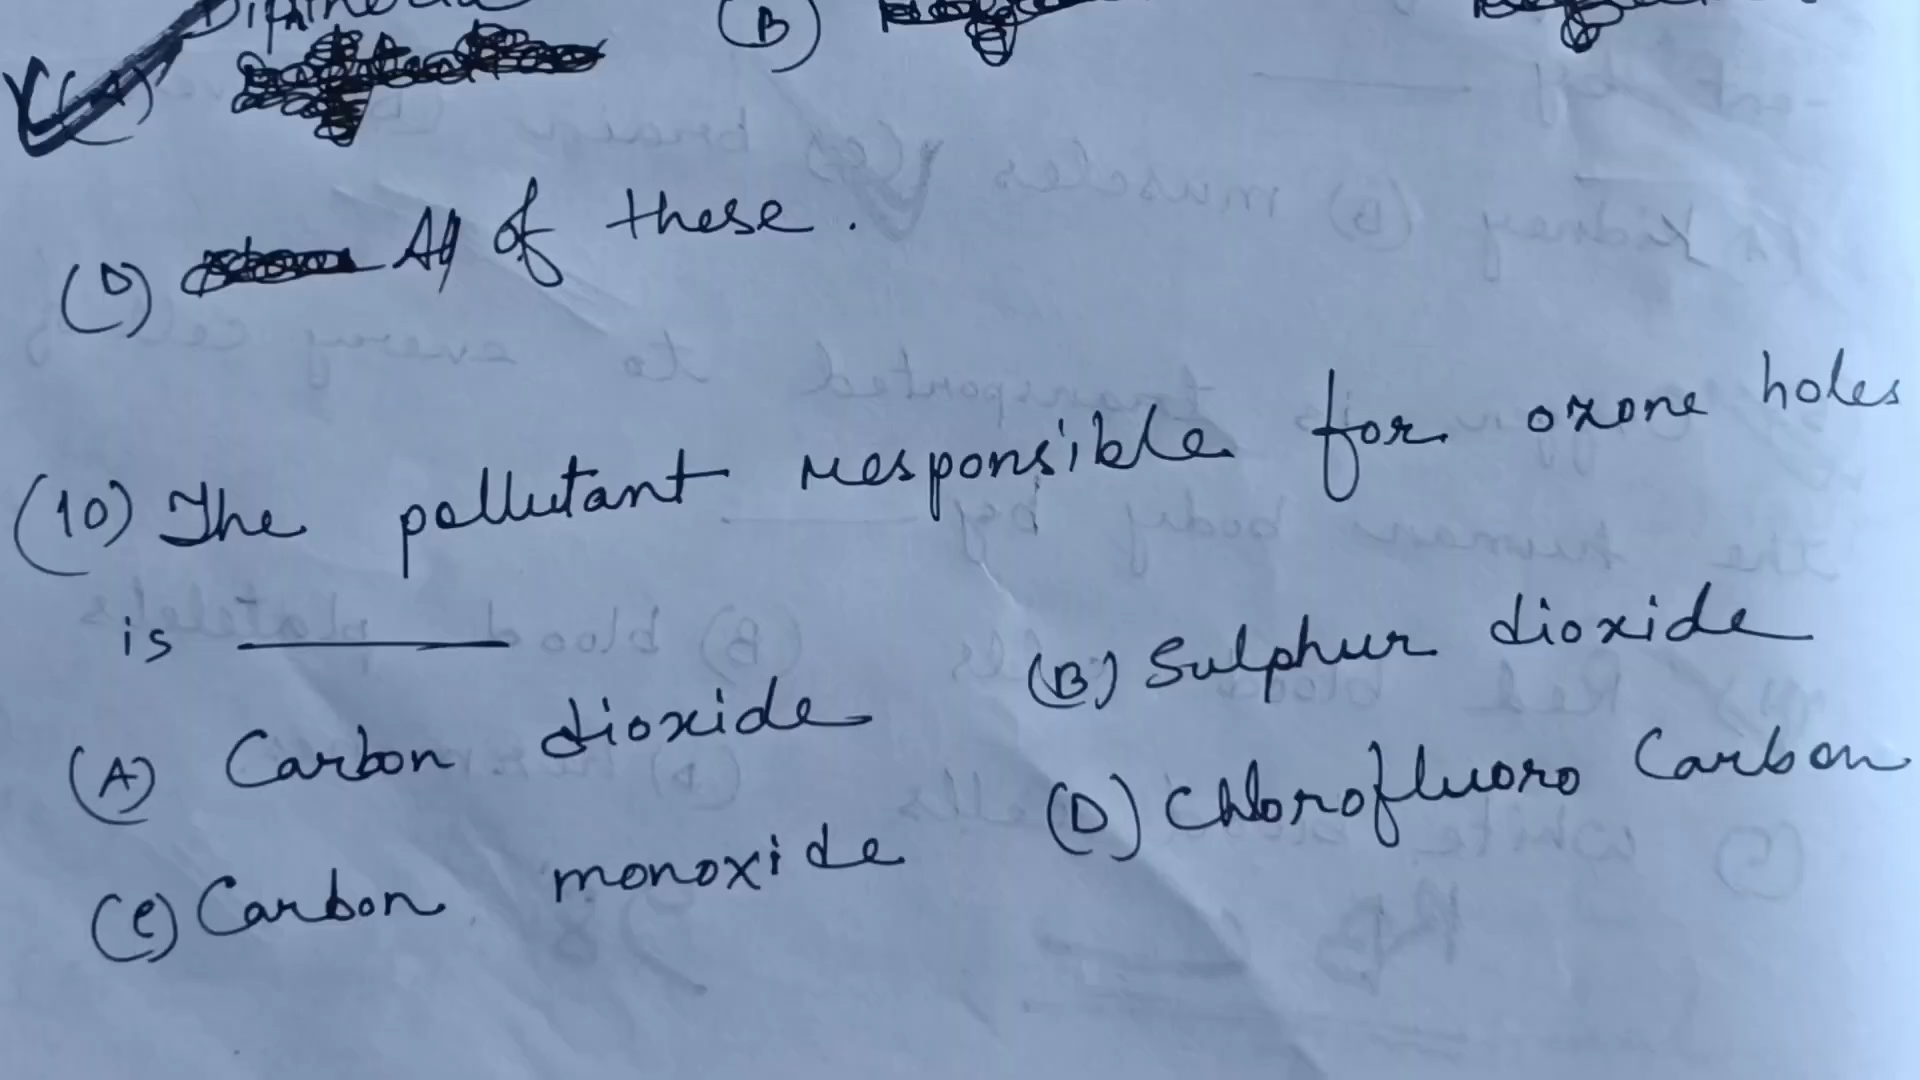 (A) (B)
(D) All of these.
(10) The pollutant responsible for ozone holes
is ______
(A) Carbon dioxide (B) Sulphur dioxide
(C) Carbon monoxide (D) Chlorofluoro Carbon